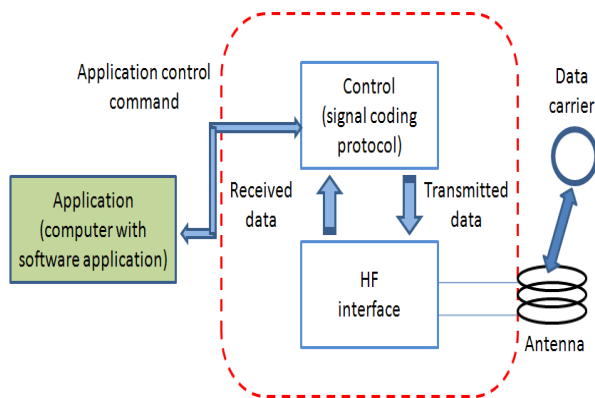 Application control
command
Control
(signal coding
protocol)
Data
carrier
Application
(computer with
software application)
Received
data
Transmitted
data
HF
interface
Antenna